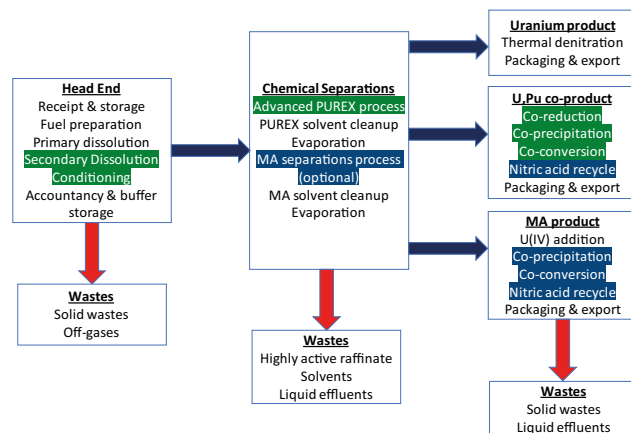 Head End
Receipt & storage
Fuel preparation
Primary dissolution
Secondary Dissolution
Conditioning
Accountancy & buffer
storage
Wastes
Solid wastes
Off-gases
Chemical Separations
Advanced PUREX process
PUREX solvent cleanup
Evaporation
MA separations process
(optional)
MA solvent cleanup
Evaporation
Wastes
Highly active raffinate
Solvents
Liquid effluents
Uranium product
Thermal denitration
Packaging & export
U,Pu co-product
Co-reduction
Co-precipitation
Co-conversion
Nitric acid recycle
Packaging & export
MA product
U(IV) addition
Co-precipitation
Co-conversion
Nitric acid recycle
Packaging & export
Wastes
Solid wastes
Liquid effluents